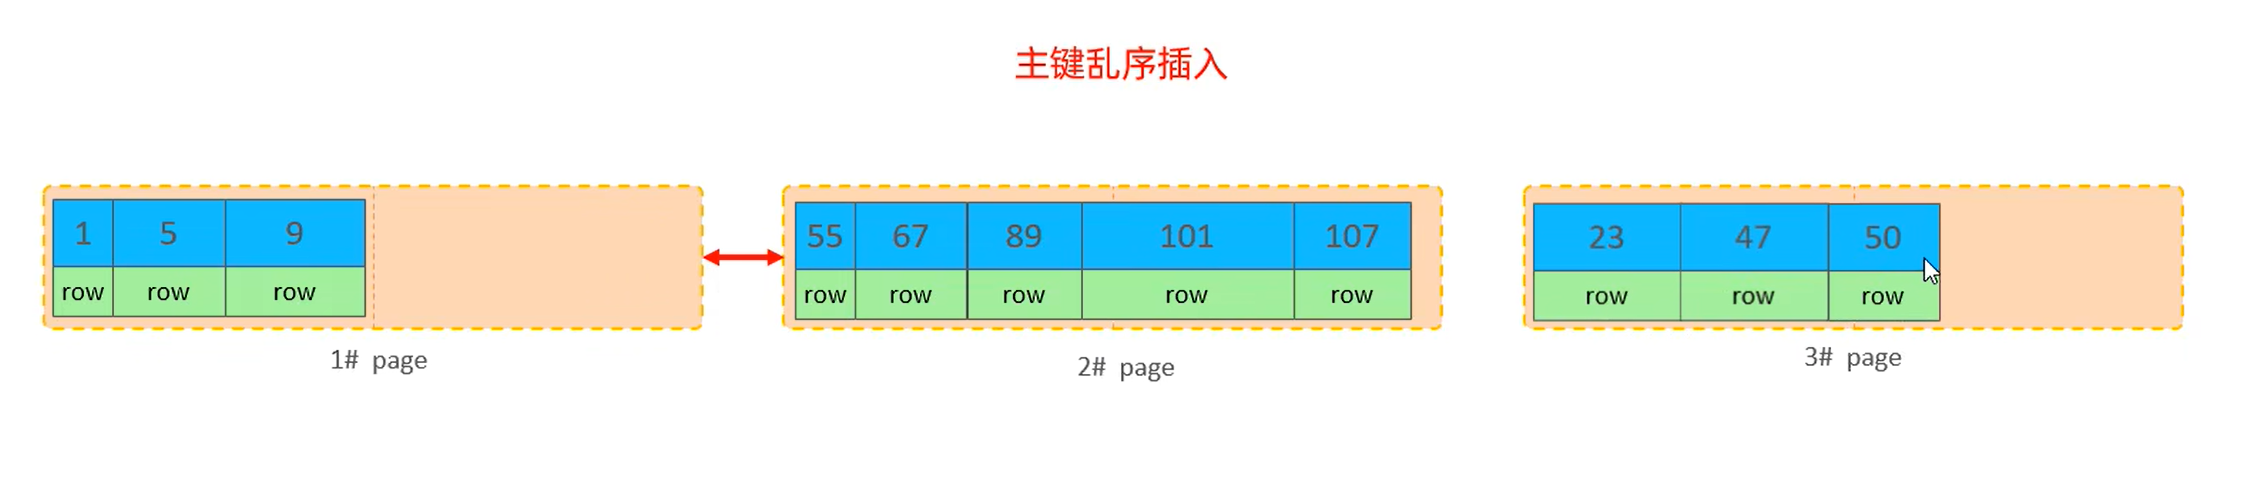 主键乱序插入
1 5 9
row row row
1# page
55 67 89 101 107
row row row row row
2# page
23 47 50
row row row
3# page